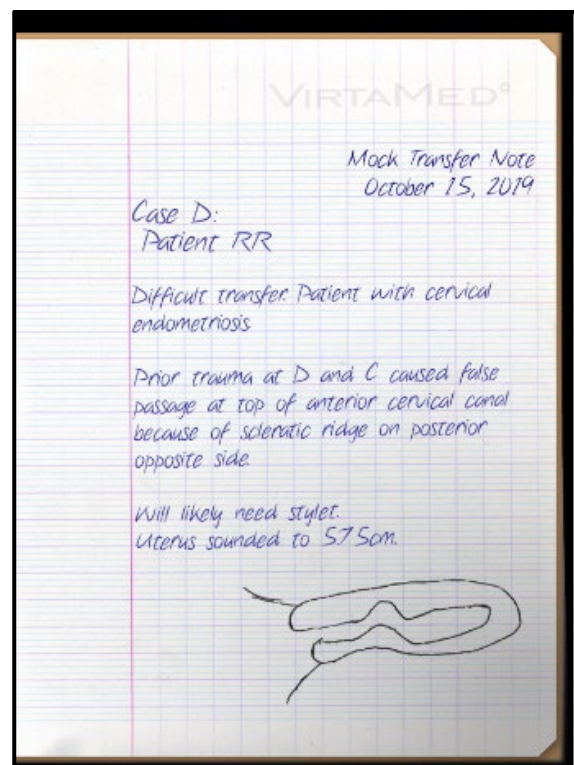 VIRTAMED°
Mock Transfer Note
October 15, 2019
Case D:
Patient RR
Difficult transfer. Patient with cervical
endometriosis
Prior trauma at D and C caused false
passage at top of anterior cervical canal
because of scleratic ridge on posterior
opposite side.
Will likely need stylet.
Uterus sounded to 5.75cm.